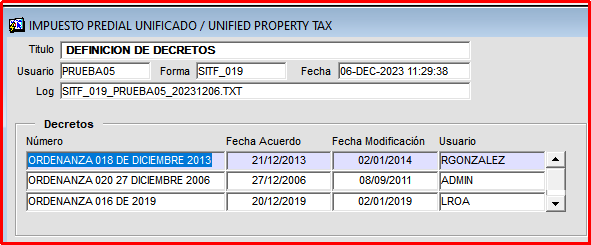 IMPUESTO PREDIAL UNIFICADO / UNIFIED PROPERTY TAX
Titulo DEFINICION DE DECRETOS
Usuario PRUEBA05 Forma SITF_019 Fecha 06-DEC-2023 11:29:38
Log SITF_019_PRUEBA05_20231206.TXT
Decretos
Número Fecha Acuerdo Fecha Modificación Usuario
ORDENANZA 018 DE DICIEMBRE 2013 21/12/2013 02/01/2014 RGONZALEZ
ORDENANZA 020 27 DICIEMBRE 2006 27/12/2006 08/09/2011 ADMIN
ORDENANZA 016 DE 2019 20/12/2019 02/01/2019 LROA